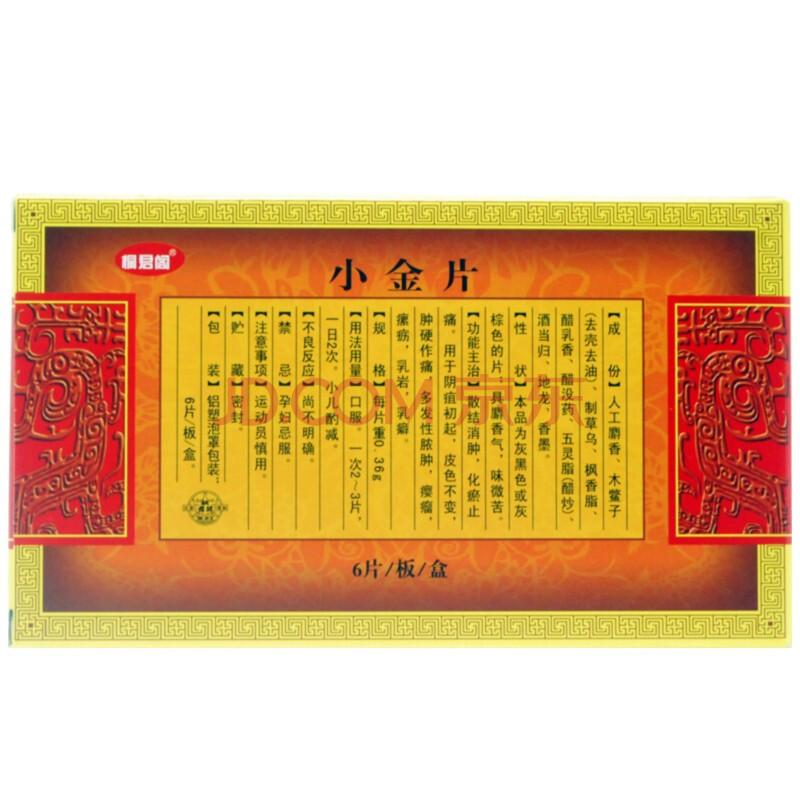 桐君阁®
小金片
【成份】人工麝香、木鳖子
（去壳去油）、制草乌、枫香脂、
醋乳香、醋没药、五灵脂（醋炒）、
酒当归、地龙、香墨。
【性状】本品为灰黑色或灰
棕色的片；具麝香气，味微苦。
【功能主治】散结消肿，化瘀止
痛。用于阴疽初起，皮色不变，
肿硬作痛，多发性脓肿，瘿瘤，
瘰疬，乳岩，乳癖。
【规格】每片重0.36g
【用法用量】口服。一次2～3片，
一日2次。小儿酌减。
【不良反应】尚不明确。
【禁忌】孕妇忌服。
【注意事项】运动员慎用。
【贮藏】密封。
【包装】铝塑泡罩包装：
6片/板/盒。
6片/板/盒
JD.COM 京东